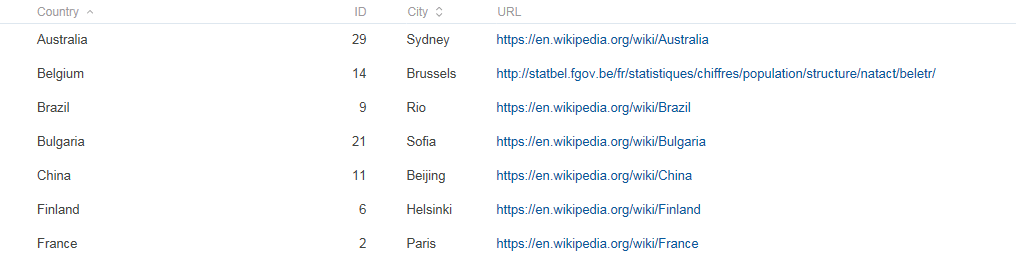 Country ID City URL
Australia 29 Sydney https://en.wikipedia.org/wiki/Australia
Belgium 14 Brussels http://statbel.fgov.be/fr/statistiques/chiffres/population/structure/natact/beletr/
Brazil 9 Rio https://en.wikipedia.org/wiki/Brazil
Bulgaria 21 Sofia https://en.wikipedia.org/wiki/Bulgaria
China 11 Beijing https://en.wikipedia.org/wiki/China
Finland 6 Helsinki https://en.wikipedia.org/wiki/Finland
France 2 Paris https://en.wikipedia.org/wiki/France